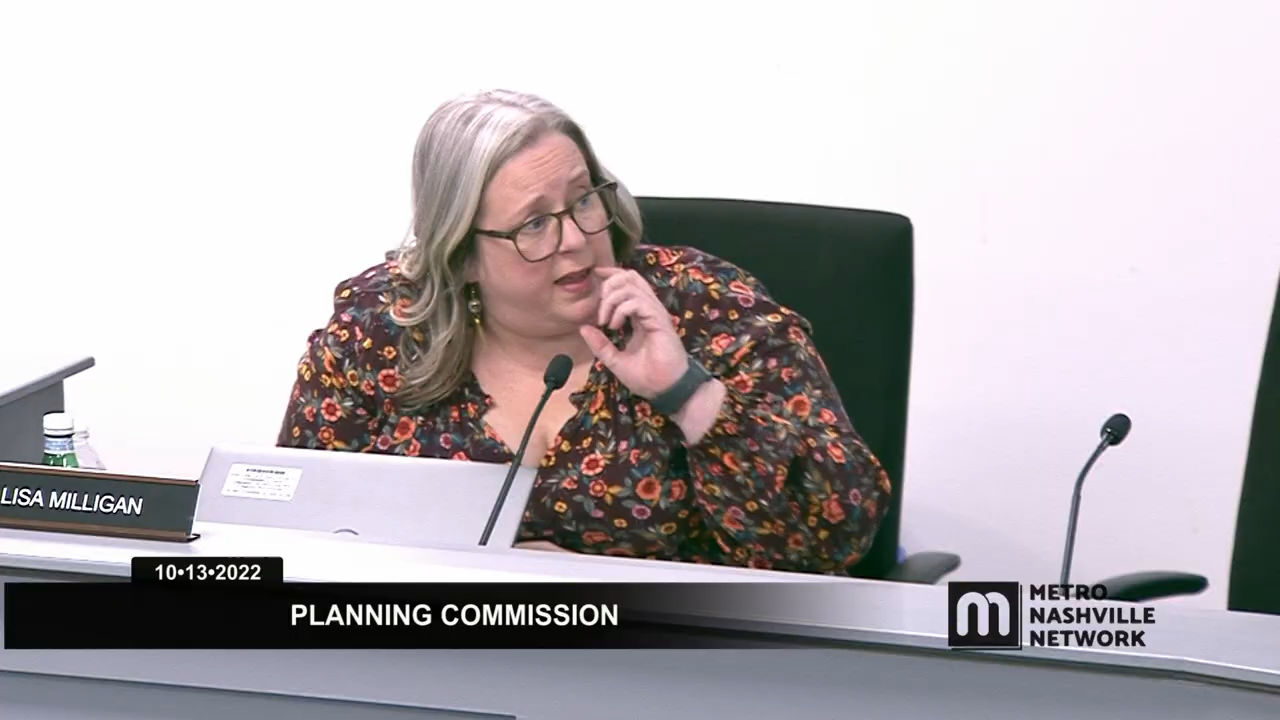 LISA MILLIGAN
10•13•2022
PLANNING COMMISSION
m METRO
NASHVILLE
NETWORK